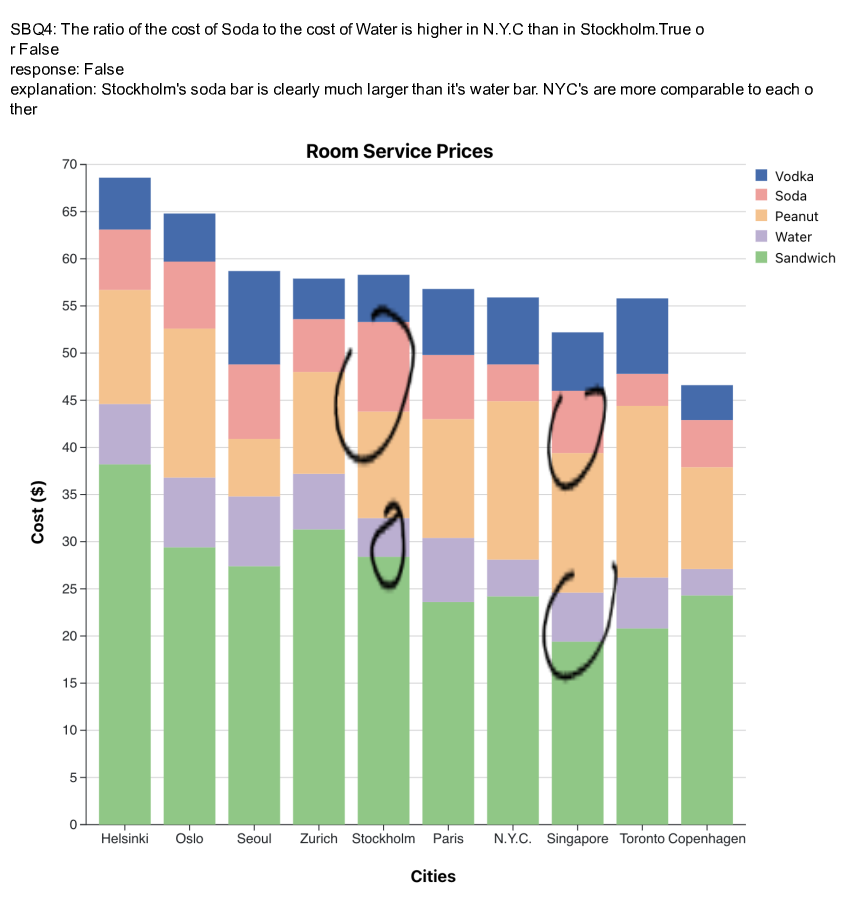 SBQ4: The ratio of the cost of Soda to the cost of Water is higher in N.Y.C than in Stockholm.True o
r False
response: False
explanation: Stockholm's soda bar is clearly much larger than it's water bar. NYC's are more comparable to each o
ther
Room Service Prices
70
65
60
55
50
45
40
35
30
25
20
15
10
5
0
Cost ($)
Vodka
Soda
Peanut
Water
Sandwich
Helsinki Oslo Seoul Zurich Stockholm Paris N.Y.C. Singapore Toronto Copenhagen
Cities